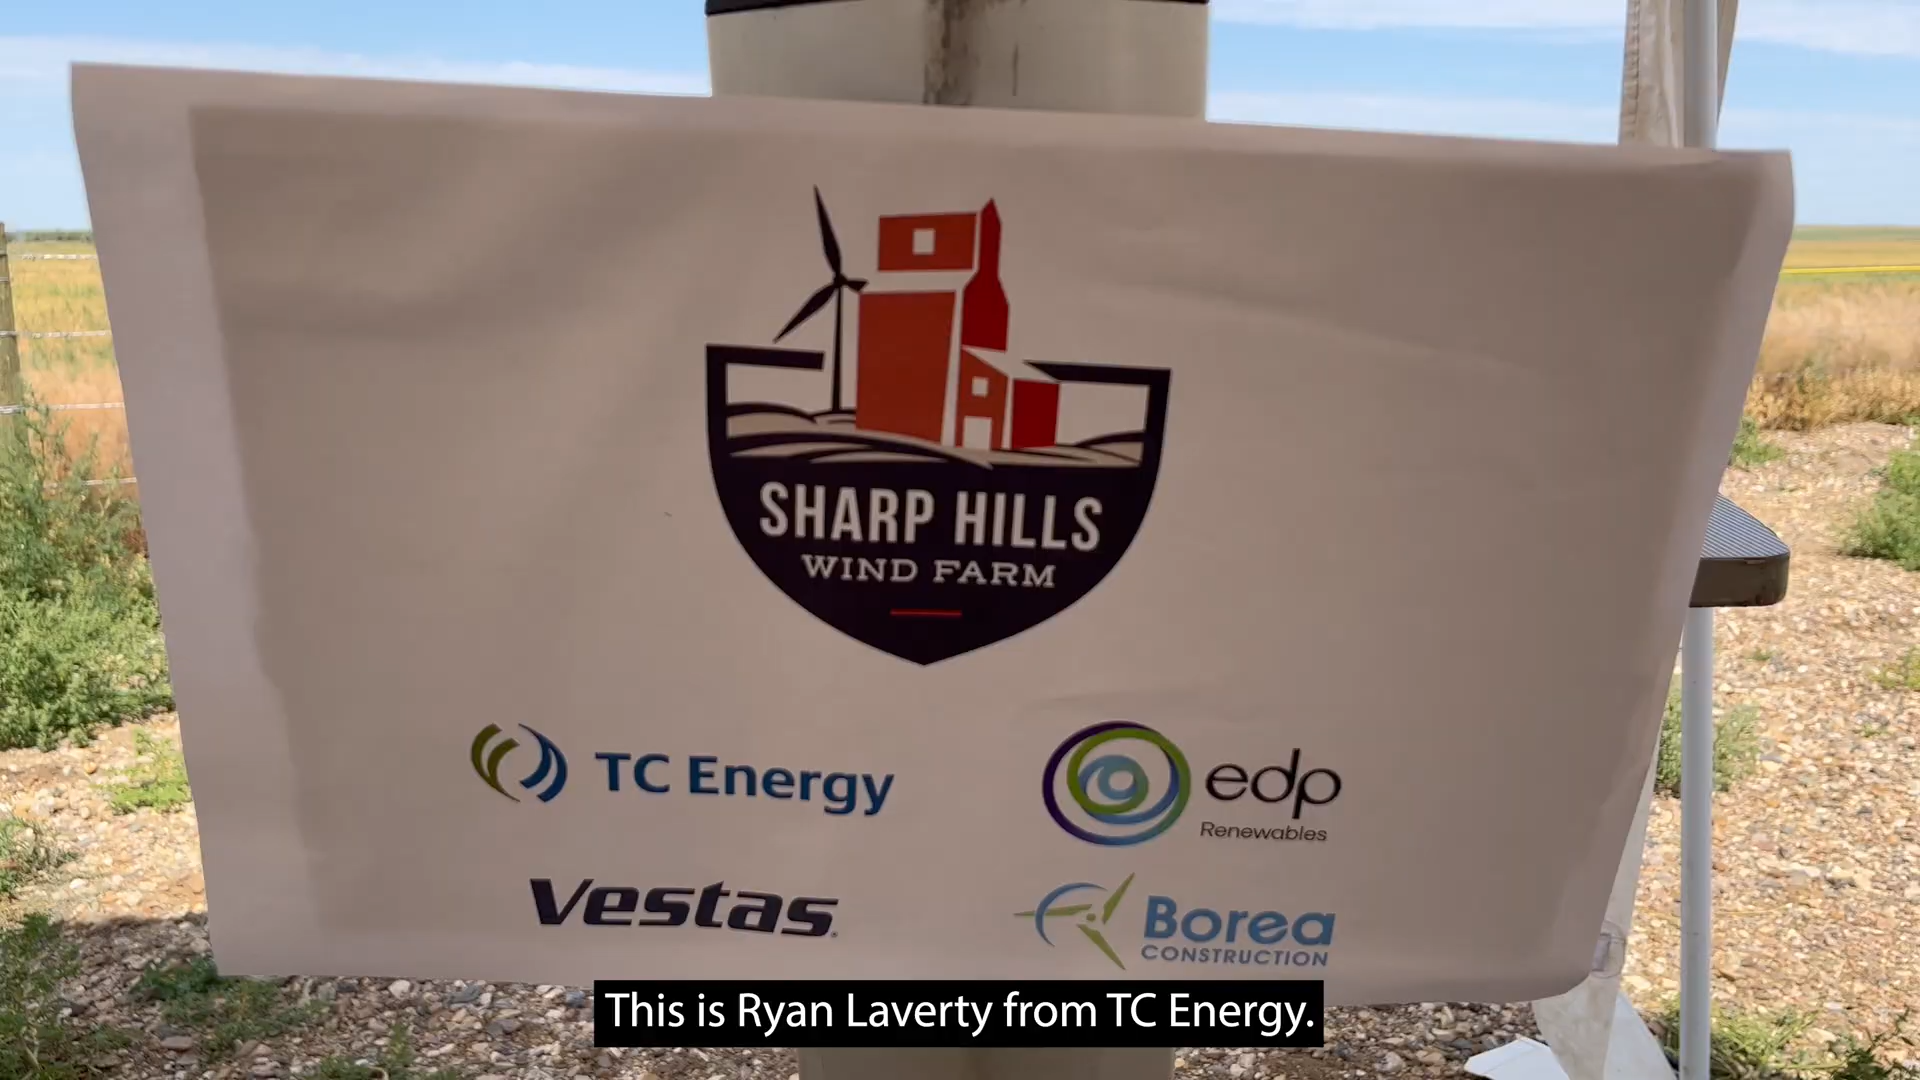 SHARP HILLS
WIND FARM
TC Energy
edp
Renewables
Vestas
Borea
CONSTRUCTION
This is Ryan Laverty from TC Energy.